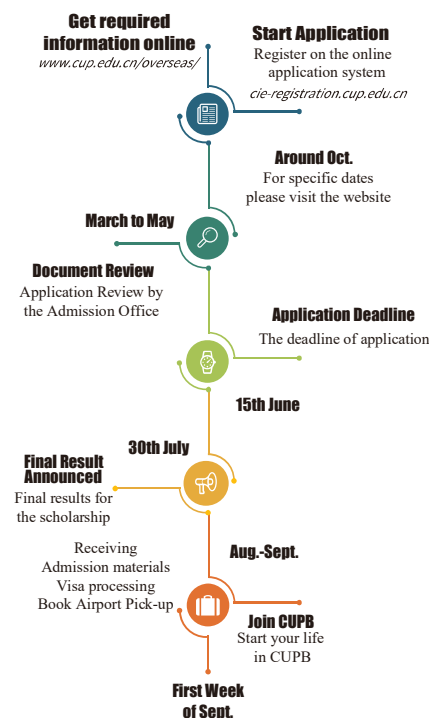 Get required
information online
www.cup.edu.cn/overseas/
Start Application
Register on the online
application system
cie-registration.cup.edu.cn
Around Oct.
For specific dates
please visit the website
March to May
Document Review
Application Review by
the Admission Office
Application Deadline
The deadline of application
15th June
30th July
Final Result
Announced
Final results for
the scholarship
Aug.-Sept.
Receiving
Admission materials
Visa processing
Book Airport Pick-up
Join CUPB
Start your life
in CUPB
First Week
of Sept.